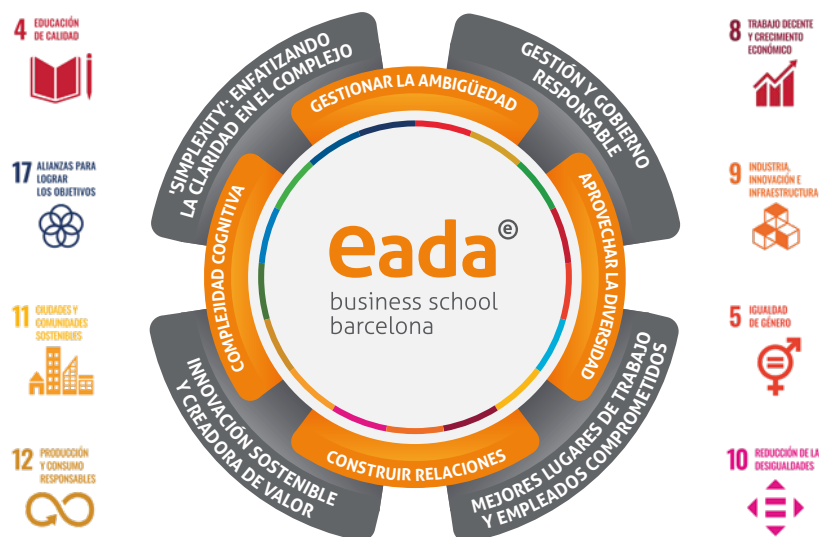 4 EDUCACIÓN
DE CALIDAD
17 ALIANZAS PARA
LOGRAR
LOS OBJETIVOS
11 CIUDADES Y
COMUNIDADES
SOSTENIBLES
12 PRODUCCIÓN
Y CONSUMO
RESPONSABLES
'SIMPLEXITY': ENFATIZANDO
LA CLARIDAD EN EL COMPLEJO
GESTIÓN Y GOBIERNO
RESPONSABLE
GESTIONAR LA AMBIGÜEDAD
COMPLEJIDAD COGNITIVA
APROVECHAR LA DIVERSIDAD
eada e
business school
barcelona
CONSTRUIR RELACIONES
INNOVACIÓN SOSTENIBLE
Y CREADORA DE VALOR
MEJORES LUGARES DE TRABAJO
Y EMPLEADOS COMPROMETIDOS
8 TRABAJO DECENTE
Y CRECIMIENTO
ECONÓMICO
9 INDUSTRIA,
INNOVACIÓN E
INFRAESTRUCTURA
5 IGUALDAD
DE GÉNERO
10 REDUCCIÓN DE LA
DESIGUALDADES